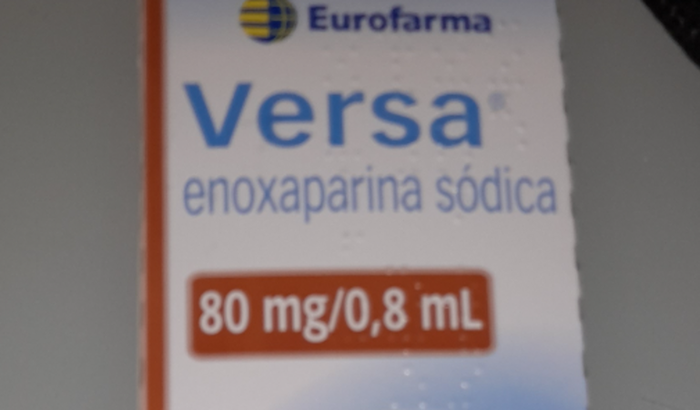 Eurofarma
Versa®
enoxaparina sódica
80 mg/0,8 mL